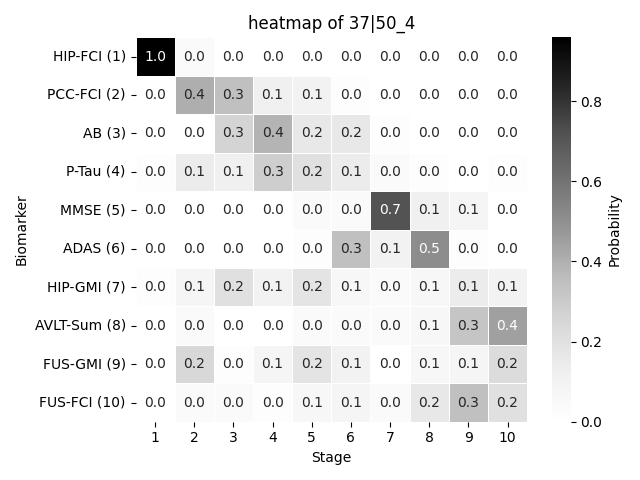 heatmap of 37|50_4
HIP-FCI (1) 1.0 0.0 0.0 0.0 0.0 0.0 0.0 0.0 0.0 0.0
PCC-FCI (2) 0.0 0.4 0.3 0.1 0.1 0.0 0.0 0.0 0.0 0.0
AB (3) 0.0 0.0 0.3 0.4 0.2 0.2 0.0 0.0 0.0 0.0
P-Tau (4) 0.0 0.1 0.1 0.3 0.2 0.1 0.0 0.0 0.0 0.0
MMSE (5) 0.0 0.0 0.0 0.0 0.0 0.0 0.7 0.1 0.1 0.0
ADAS (6) 0.0 0.0 0.0 0.0 0.0 0.3 0.1 0.5 0.0 0.0
HIP-GMI (7) 0.0 0.1 0.2 0.1 0.2 0.1 0.0 0.1 0.1 0.1
AVLT-Sum (8) 0.0 0.0 0.0 0.0 0.0 0.0 0.0 0.1 0.3 0.4
FUS-GMI (9) 0.0 0.2 0.0 0.1 0.2 0.1 0.0 0.1 0.1 0.2
FUS-FCI (10) 0.0 0.0 0.0 0.0 0.1 0.1 0.0 0.2 0.3 0.2
1 2 3 4 5 6 7 8 9 10
Stage
Biomarker
0.8
0.6
0.4
0.2
0.0
Probability